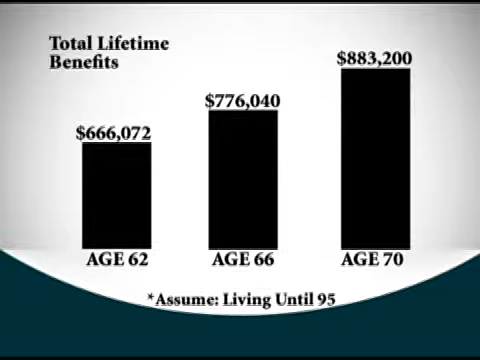 Total Lifetime
Benefits
$666,072
$776,040
$883,200
AGE 62
AGE 66
AGE 70
*Assume: Living Until 95